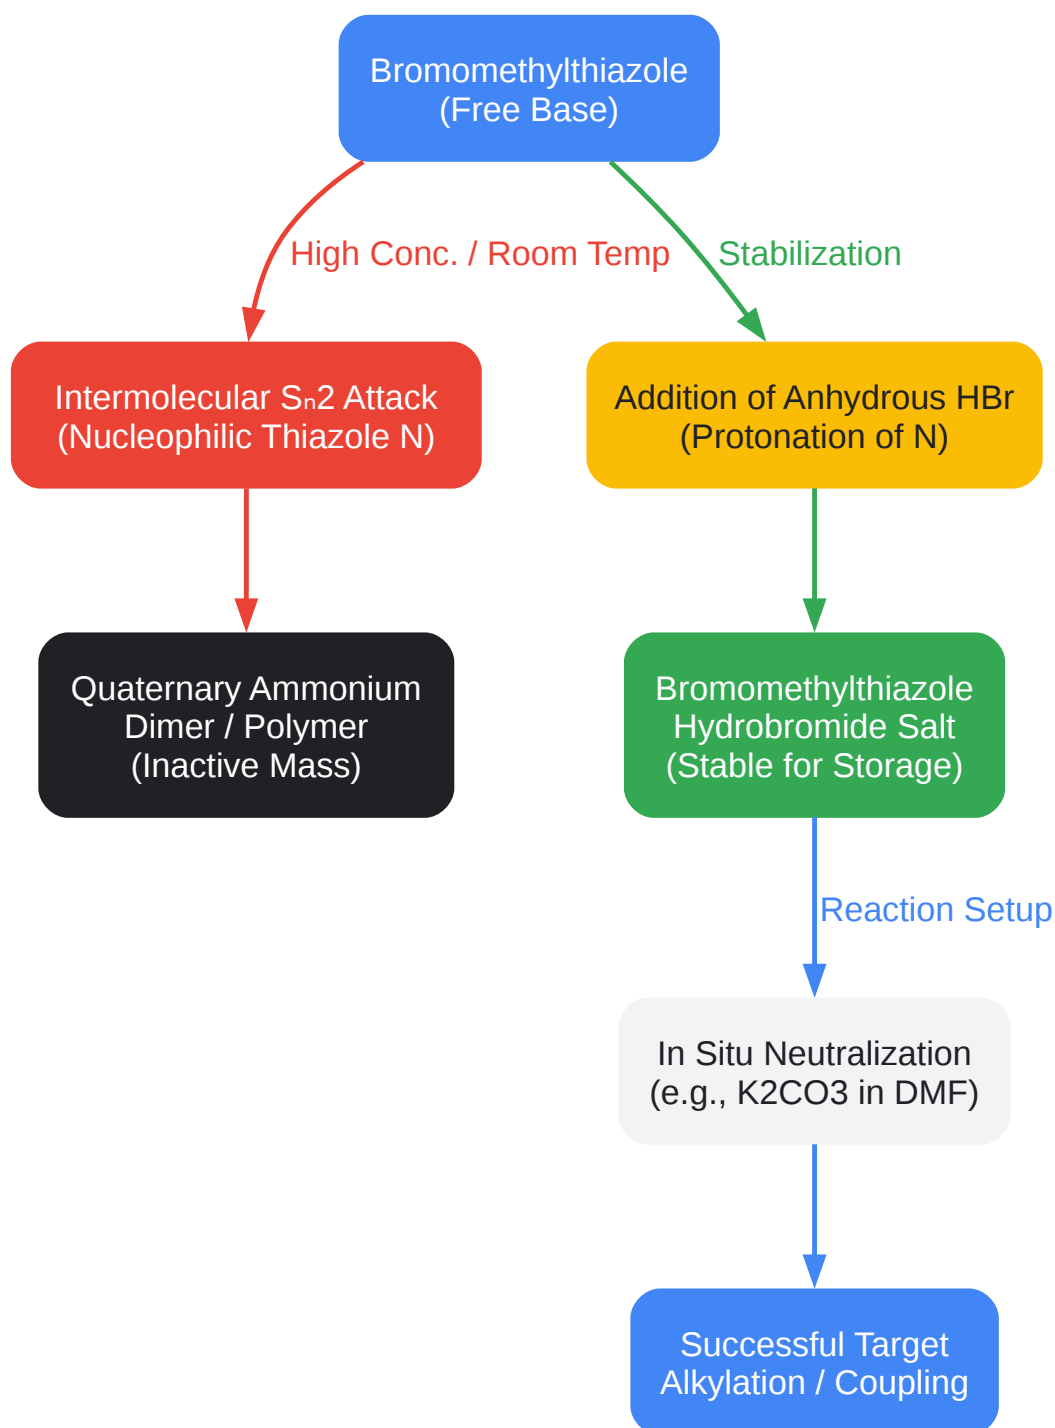 Bromomethylthiazole
(Free Base)
High Conc. / Room Temp
Stabilization
Intermolecular Sₙ2 Attack
(Nucleophilic Thiazole N)
Addition of Anhydrous HBr
(Protonation of N)
Quaternary Ammonium
Dimer / Polymer
(Inactive Mass)
Bromomethylthiazole
Hydrobromide Salt
(Stable for Storage)
Reaction Setup
In Situ Neutralization
(e.g., K2CO3 in DMF)
Successful Target
Alkylation / Coupling